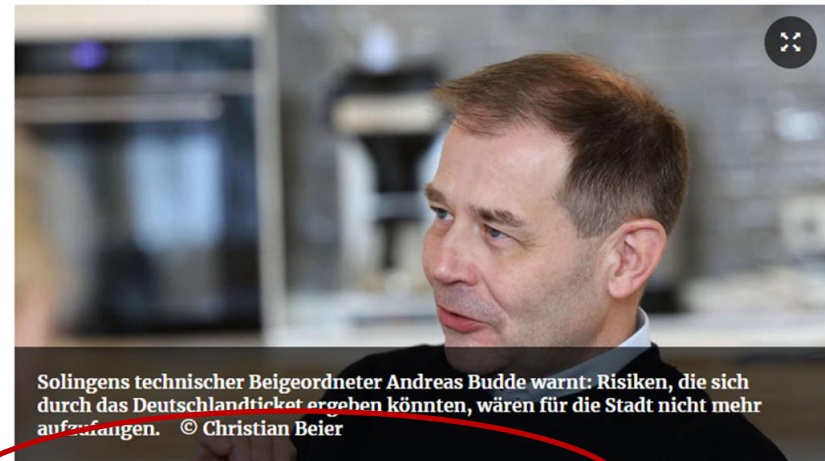 Solingens technischer Beigeordneter Andreas Budde warnt: Risiken, die sich
durch das Deutschlandticket ergeben könnten, wären für die Stadt nicht mehr
aufzufangen. © Christian Beier